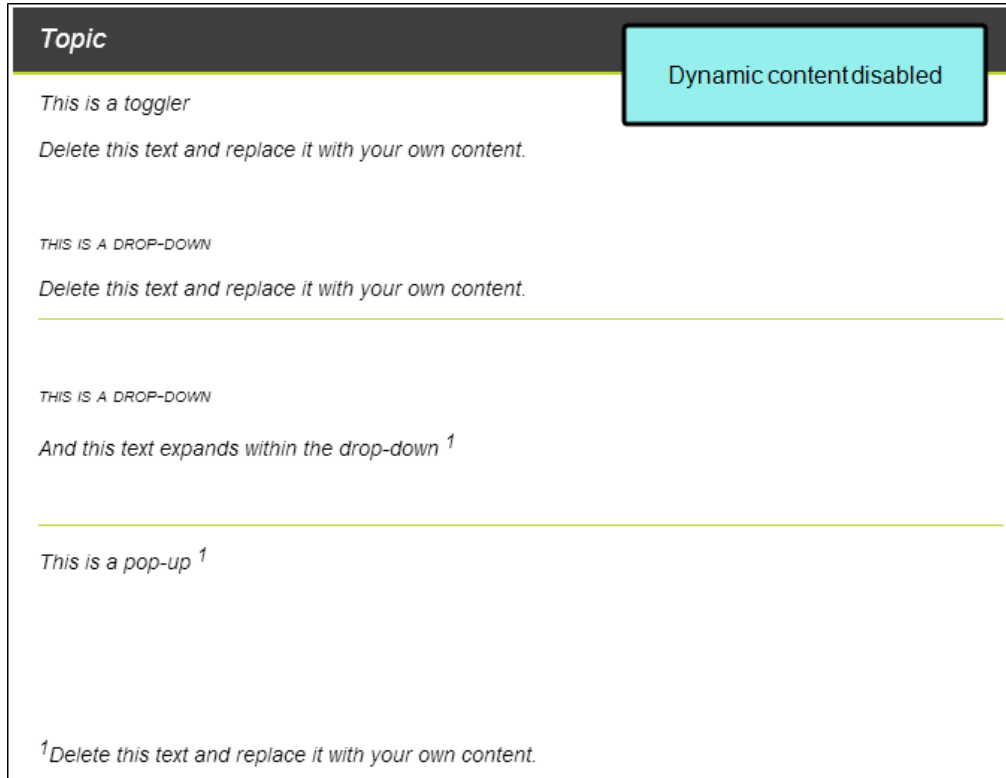 Topic
Dynamic content disabled
This is a toggler
Delete this text and replace it with your own content.
THIS IS A DROP-DOWN
Delete this text and replace it with your own content.
THIS IS A DROP-DOWN
And this text expands within the drop-down 1
This is a pop-up 1
1Delete this text and replace it with your own content.